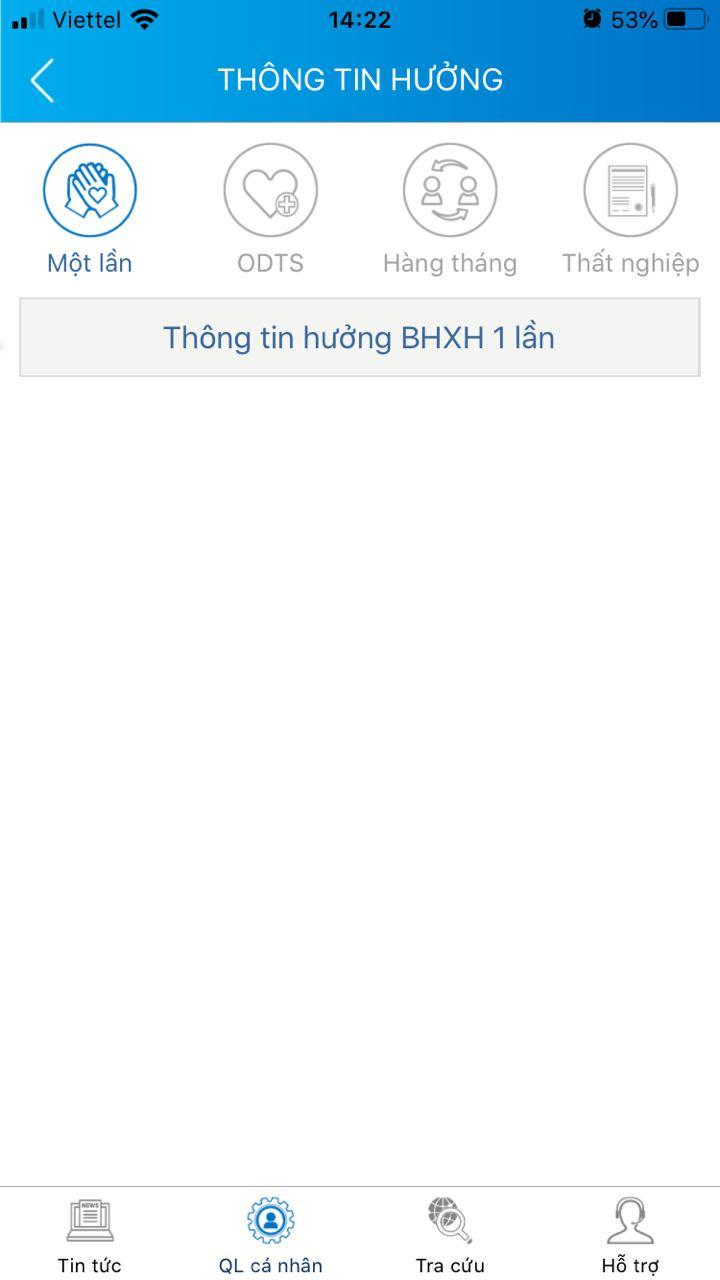 Viettel 14:22 53%
THÔNG TIN HƯỞNG
Một lần ODTS Hàng tháng Thất nghiệp
Thông tin hưởng BHXH 1 lần
NEWS
Tin tức QL cá nhân Tra cứu Hỗ trợ